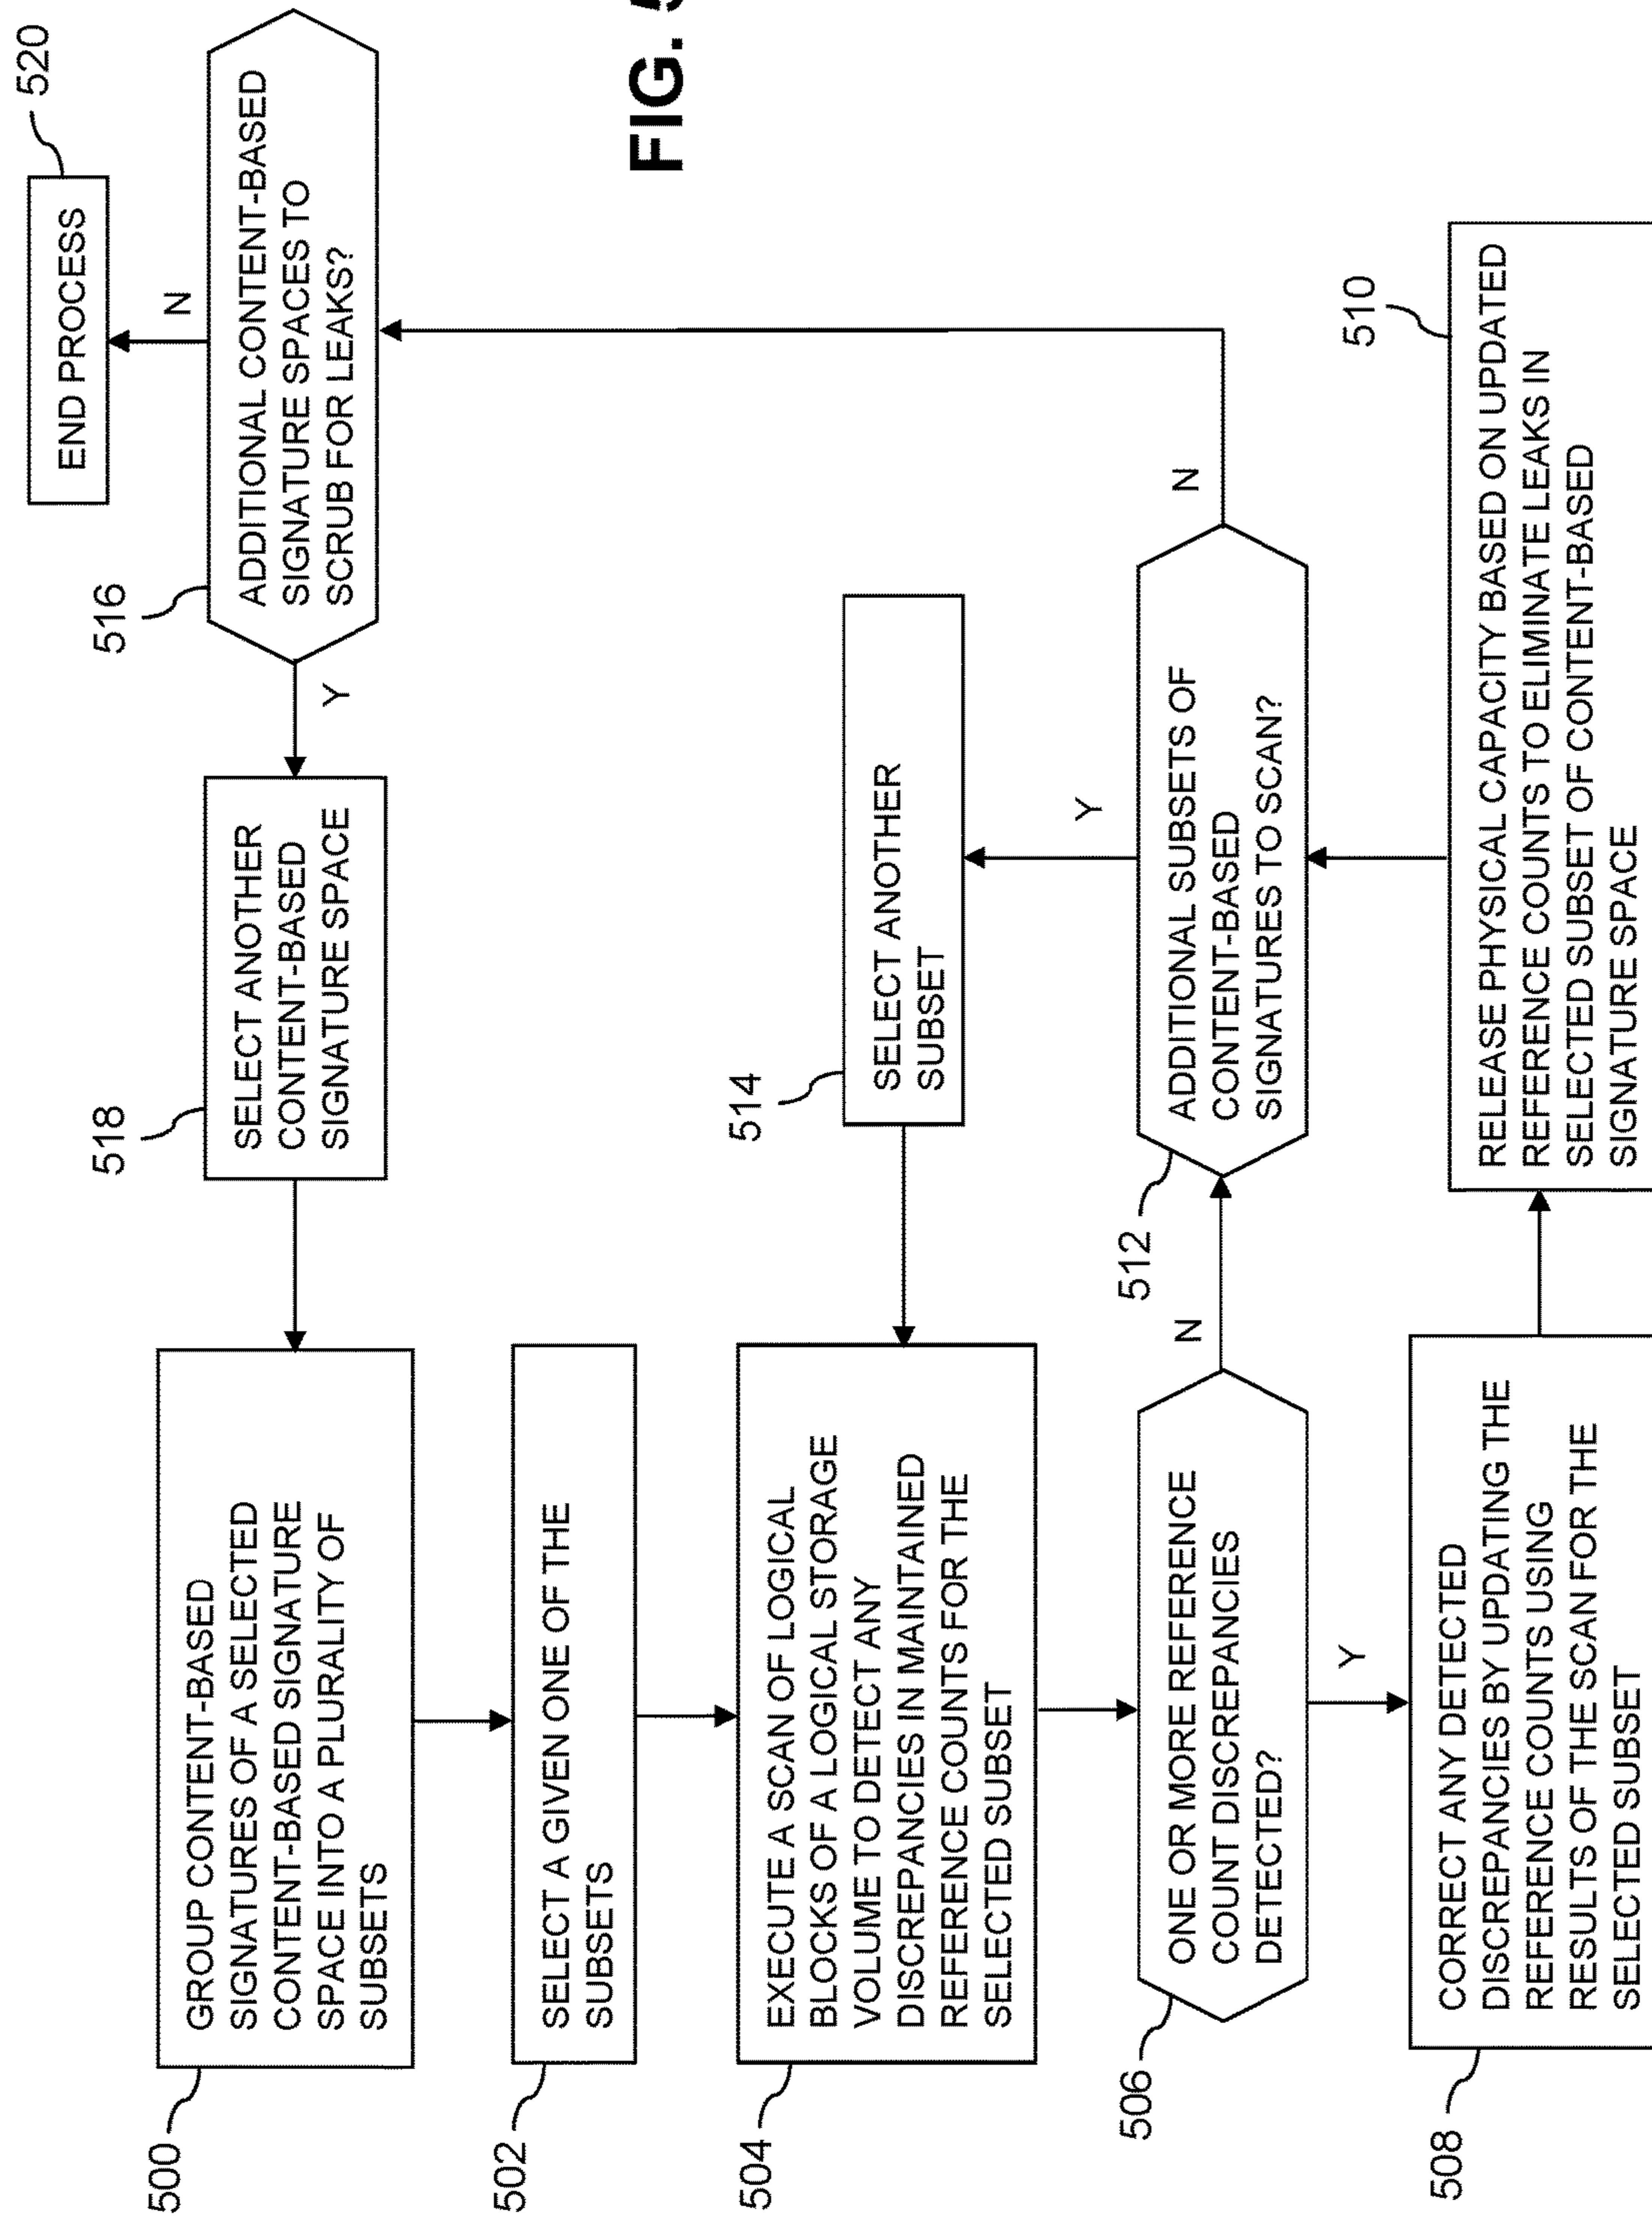 500
GROUP CONTENT-BASED
SIGNATURES OF A SELECTED
CONTENT-BASED SIGNATURE
SPACE INTO A PLURALITY OF
SUBSETS
518
SELECT ANOTHER
CONTENT-BASED
SIGNATURE SPACE
Y
516
ADDITIONAL CONTENT-BASED
SIGNATURE SPACES TO
SCRUB FOR LEAKS?
N
END PROCESS
520
502
SELECT A GIVEN ONE OF THE
SUBSETS
504
EXECUTE A SCAN OF LOGICAL
BLOCKS OF A LOGICAL STORAGE
VOLUME TO DETECT ANY
DISCREPANCIES IN MAINTAINED
REFERENCE COUNTS FOR THE
SELECTED SUBSET
514
SELECT ANOTHER
SUBSET
Y
506
ONE OR MORE REFERENCE
COUNT DISCREPANCIES
DETECTED?
N
512
ADDITIONAL SUBSETS OF
CONTENT-BASED
SIGNATURES TO SCAN?
N
Y
508
CORRECT ANY DETECTED
DISCREPANCIES BY UPDATING THE
REFERENCE COUNTS USING
RESULTS OF THE SCAN FOR THE
SELECTED SUBSET
510
RELEASE PHYSICAL CAPACITY BASED ON UPDATED
REFERENCE COUNTS TO ELIMINATE LEAKS IN
SELECTED SUBSET OF CONTENT-BASED
SIGNATURE SPACE
FIG.